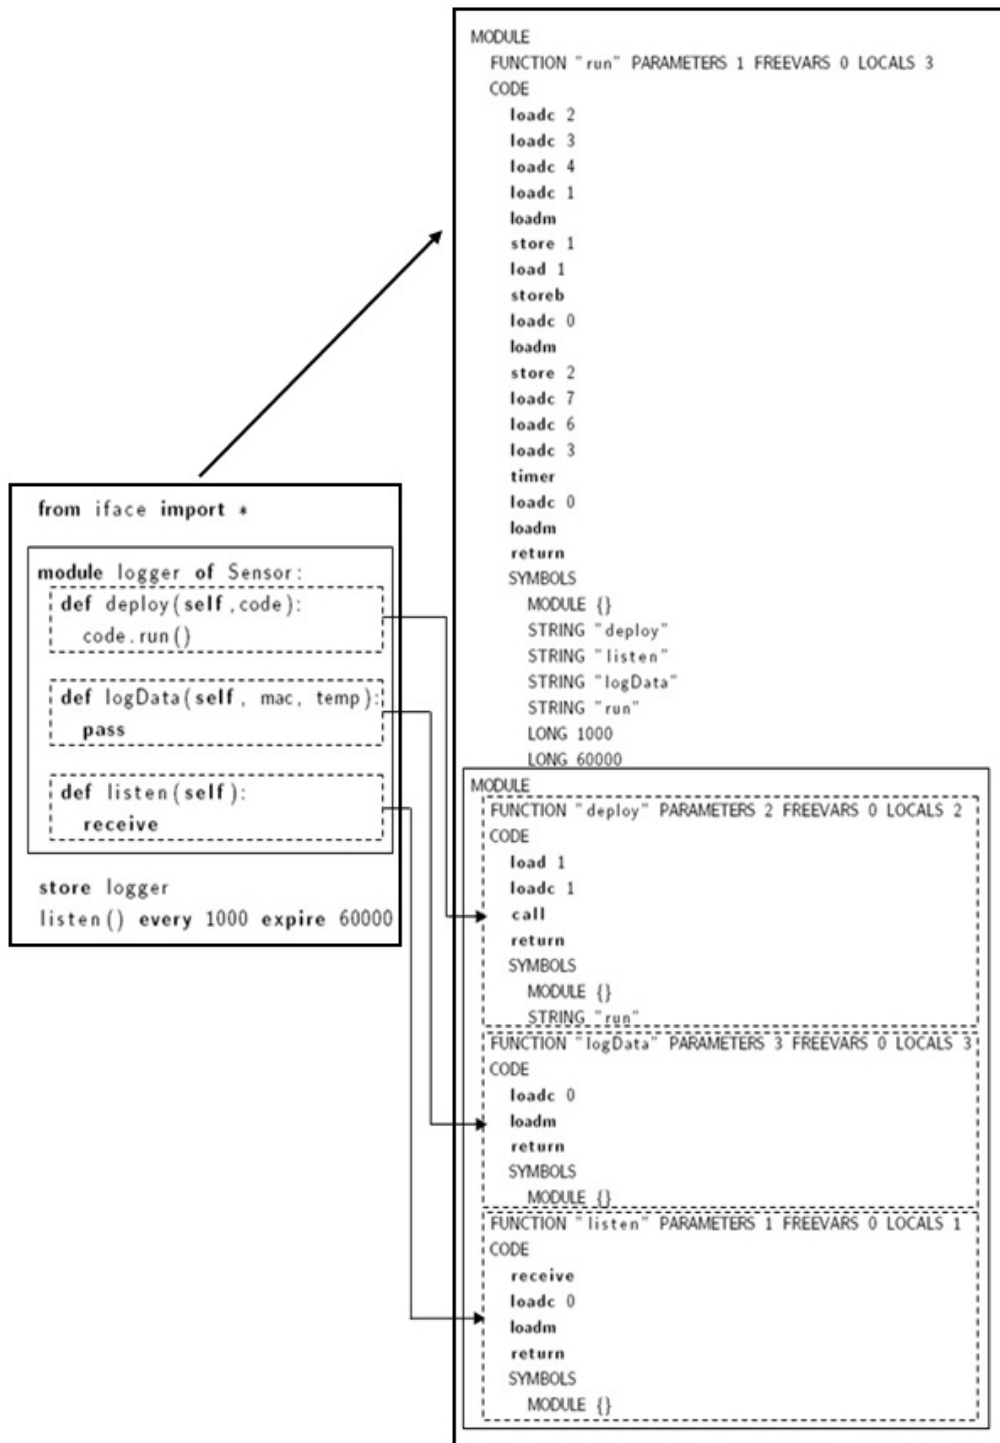 from iface import *
module logger of Sensor:
def deploy(self,code):
code.run()
def logData(self, mac, temp):
pass
def listen(self):
receive
store logger
listen() every 1000 expire 60000
MODULE
FUNCTION "run" PARAMETERS 1 FREEVARS 0 LOCALS 3
CODE
loadc 2
loadc 3
loadc 4
loadc 1
loadm
store 1
load 1
storeb
loadc 0
loadm
store 2
loadc 7
loadc 6
loadc 3
timer
loadc 0
loadm
return
SYMBOLS
MODULE {}
STRING "deploy"
STRING "listen"
STRING "logData"
STRING "run"
LONG 1000
LONG 60000
MODULE
FUNCTION "deploy" PARAMETERS 2 FREEVARS 0 LOCALS 2
CODE
load 1
loadc 1
call
return
SYMBOLS
MODULE {}
STRING "run"
FUNCTION "logData" PARAMETERS 3 FREEVARS 0 LOCALS 3
CODE
loadc 0
loadm
return
SYMBOLS
MODULE {}
FUNCTION "listen" PARAMETERS 1 FREEVARS 0 LOCALS 1
CODE
receive
loadc 0
loadm
return
SYMBOLS
MODULE {}